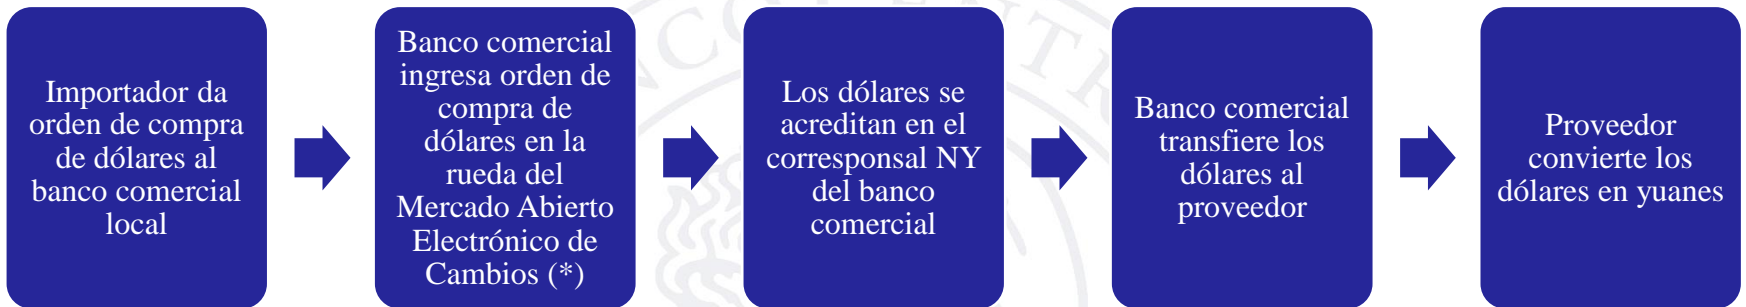 Importador da
orden de compra
de dólares al
banco comercial
local
Banco comercial
ingresa orden de
compra de
dólares en la
rueda del
Mercado Abierto
Electrónico de
Cambios (*)
Los dólares se
acreditan en el
corresponsal NY
del banco
comercial
Banco comercial
transfiere los
dólares al
proveedor
Proveedor
convierte los
dólares en yuanes